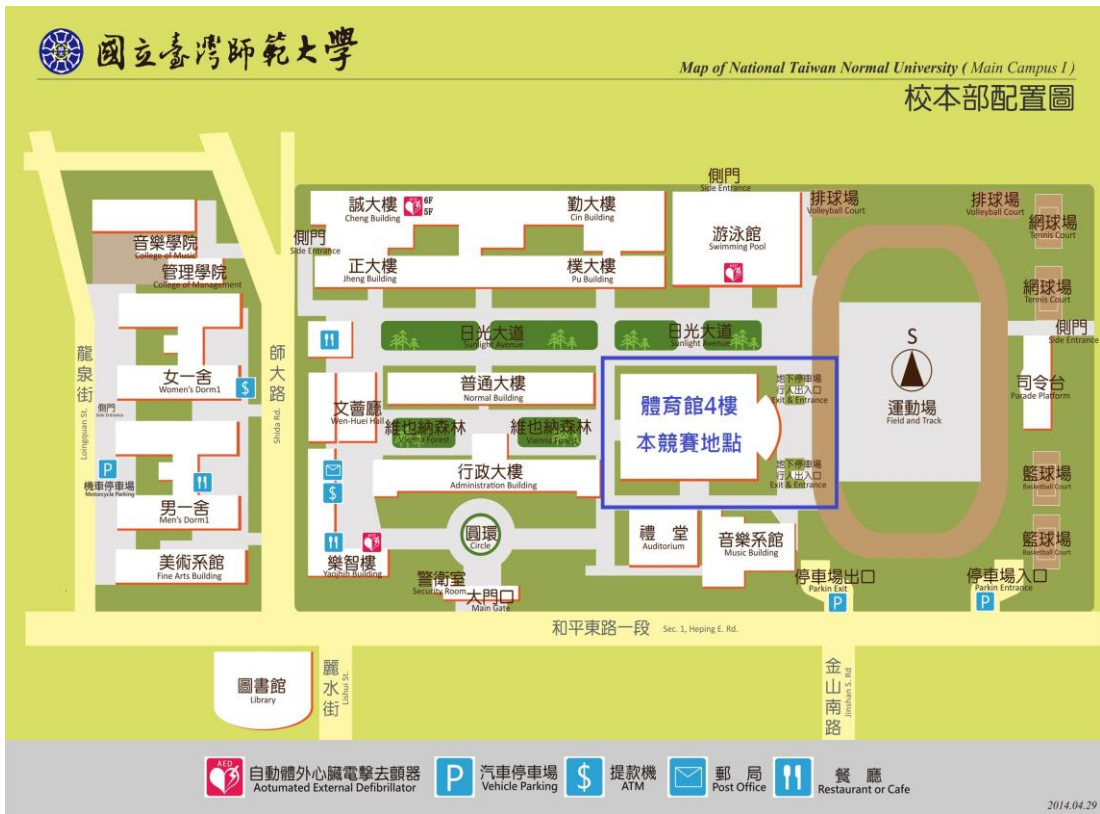 國立臺灣師範大學
Map of National Taiwan Normal University ( Main Campus I )
校本部配置圖
側門
Side Entrance
誠大樓
Cheng Building
6F
5F
勤大樓
Cin Building
游泳館
Swimming Pool
排球場
Volleyball Court
排球場
Volleyball Court
網球場
Tennis Court
音樂學院
College of Music
管理學院
College of Management
側門
Side Entrance
正大樓
Jheng Building
樸大樓
Pu Building
網球場
Tennis Court
日光大道
Sunlight Avenue
日光大道
Sunlight Avenue
S
側門
Side Entrance
龍泉街
Loingquan St.
師大路
Shida Rd.
女一舍
Women's Dorm1
$
文薈廳
Wen-Huei Hall
普通大樓
Normal Building
體育館4樓
本競賽地點
地下停車場
行人出入口
Exit & Entrance
運動場
Field and Track
司令台
Parade Platform
側門
Side Entrance
維也納森林
Vienna Forest
維也納森林
Vienna Forest
P
機車停車場
Motorcycle Parking
$
行政大樓
Administration Building
地下停車場
行人出入口
Exit & Entrance
籃球場
Basketball Court
男一舍
Men's Dorm1
圓環
Circle
禮 堂
Auditorium
音樂系館
Music Building
籃球場
Basketball Court
美術系館
Fine Arts Building
樂智樓
Yaojhih Building
警衛室
Security Room
大門口
Main Gate
停車場出口
Parkin Exit
P
停車場入口
Parkin Entrance
P
和平東路一段 Sec. 1, Heping E. Rd.
圖書館
Library
麗水街
Lishui St.
金山南路
Jinshan S. Rd
AED
自動體外心臟電擊去顫器
Aotumated External Defibrillator
P
汽車停車場
Vehicle Parking
$
提款機
ATM
郵 局
Post Office
餐 廳
Restaurant or Cafe
2014.04.29